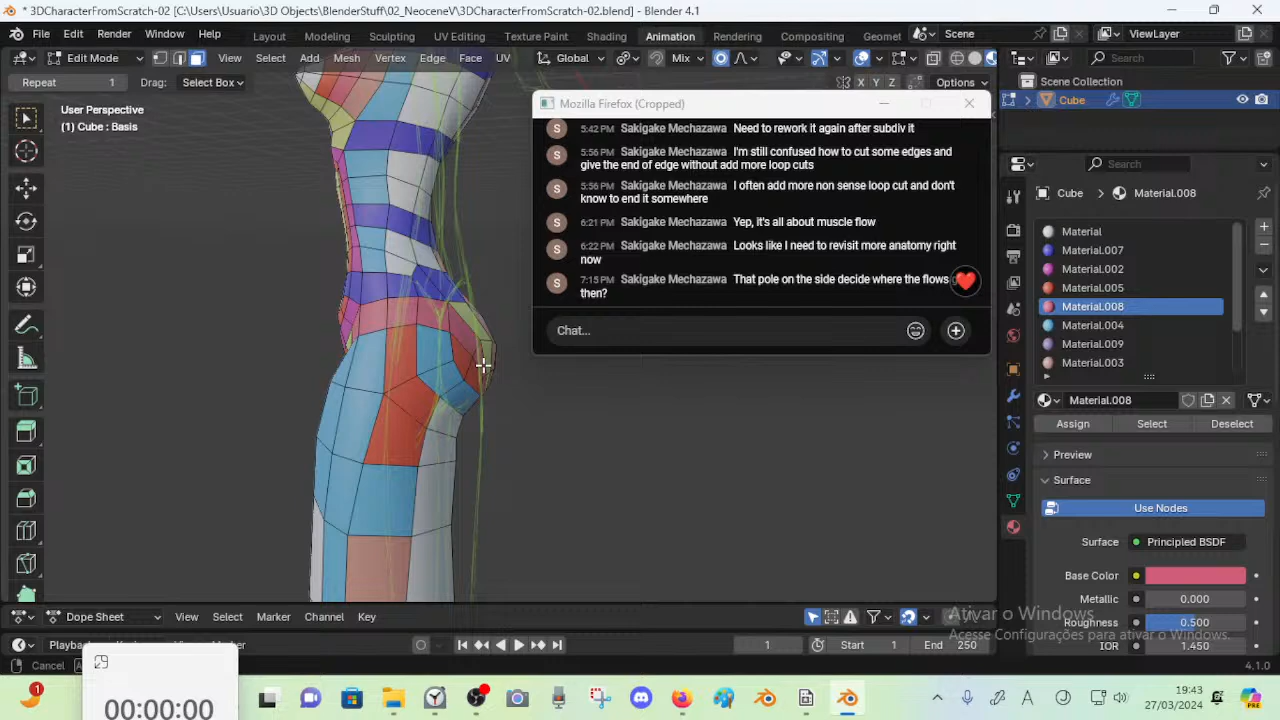 * 3DCharacterFromScratch-02 [C:\Users\Usuario\3D Objects\BlenderStuff\02_NeoceneV\3DCharacterFromScratch-02.blend] - Blender 4.1
File Edit Render Window Help Layout Modeling Sculpting UV Editing Texture Paint Shading Animation Rendering Compositing Geomet Scene ViewLayer
Edit Mode View Select Add Mesh Vertex Edge Face UV Global Mix Search
Repeat 1 Drag: Select Box X Y Z Options
Scene Collection
Cube
User Perspective
(1) Cube : Basis
Mozilla Firefox (Cropped)
S 5:42 PM Sakigake Mechazawa Need to rework it again after subdiv it
S 5:56 PM Sakigake Mechazawa I'm still confused how to cut some edges and
give the end of edge without add more loop cuts
S 5:56 PM Sakigake Mechazawa I often add more non sense loop cut and don't
know to end it somewhere
S 6:21 PM Sakigake Mechazawa Yep, it's all about muscle flow
S 6:22 PM Sakigake Mechazawa Looks like I need to revisit more anatomy right
now
S 7:15 PM Sakigake Mechazawa That pole on the side decide where the flows
then?
Chat...
Search
Cube Material.008
Material
Material.007
Material.002
Material.005
Material.008
Material.004
Material.009
Material.003
Material.008
Assign Select Deselect
Preview
Surface
Use Nodes
Surface Principled BSDF
Base Color
Metallic 0.000
Roughness 0.500
IOR 1.450
Ativar o Windows
Acesse Configurações para ativar o Windows.
Dope Sheet View Select Marker Channel Key
Playba 1 Start 1 End 250
Cancel 4.1.0
00:00:00
1
A
PRE
19:43
27/03/2024